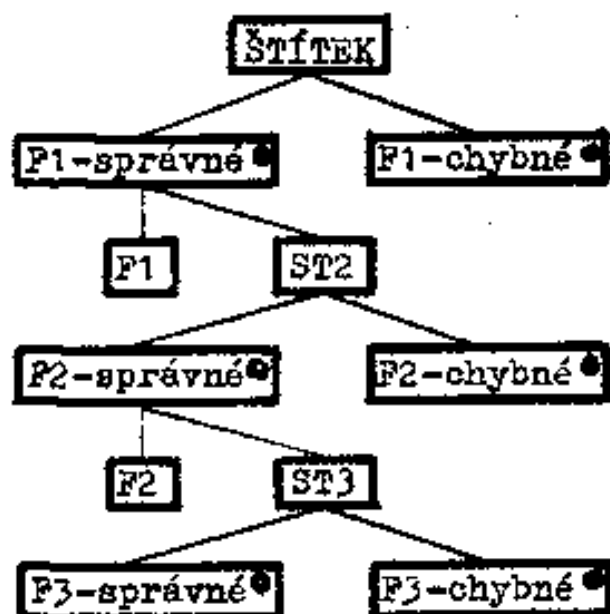 ŠTÍTEK
F1-správné F1-chybné
F1 ST2
F2-správné F2-chybné
F2 ST3
F3-správné F3-chybné